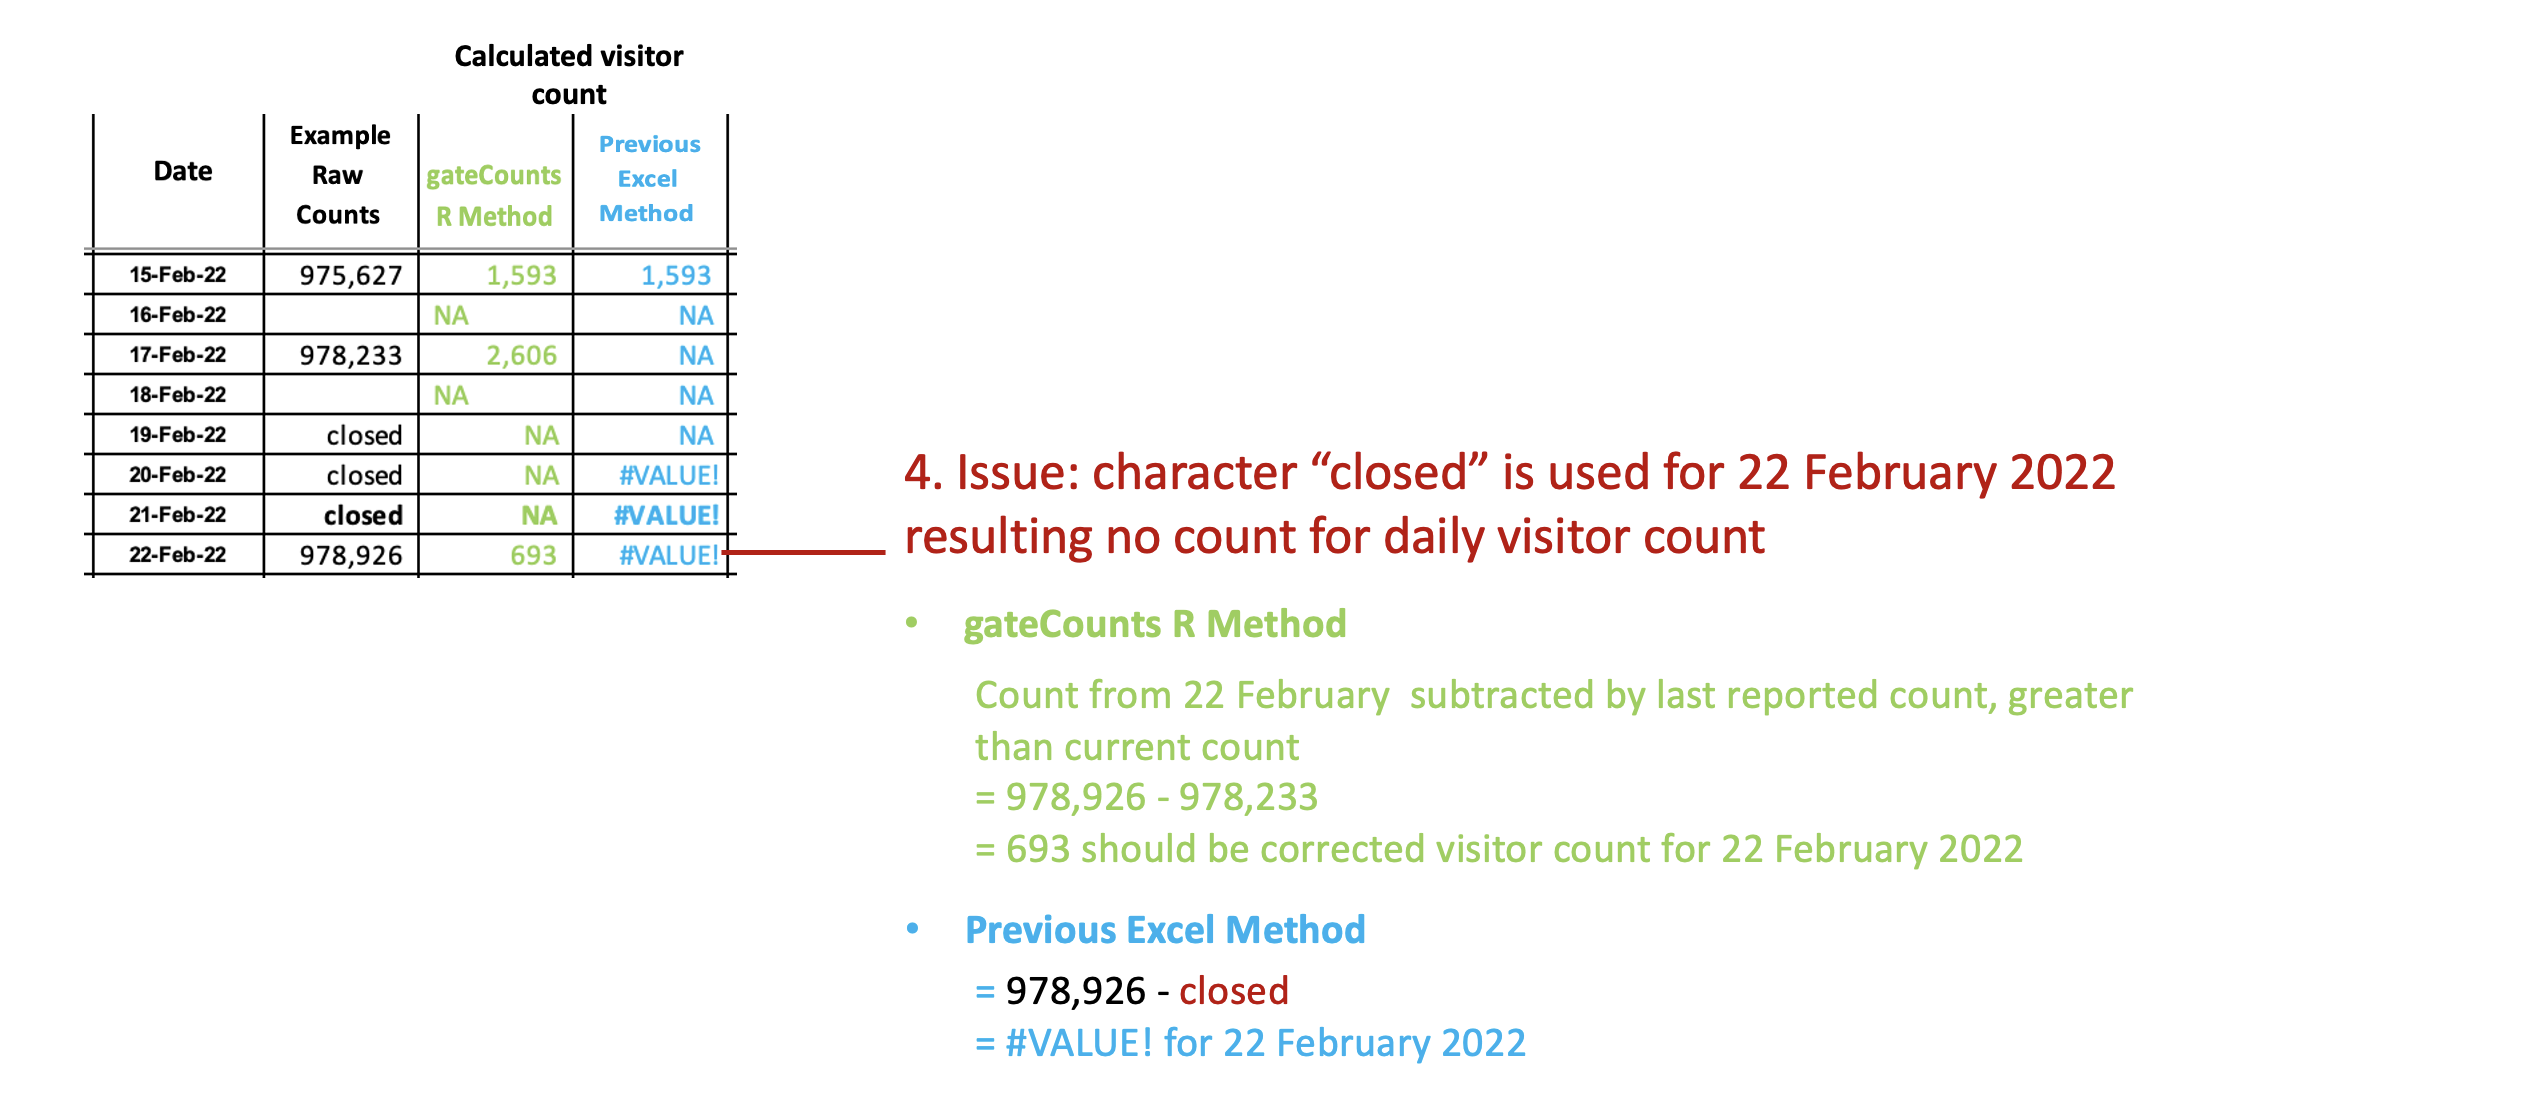 Calculated visitor
count
Date
Example
Raw
Counts
gateCounts
R Method
Previous
Excel
Method
15-Feb-22 975,627 1,593 1,593
16-Feb-22 NA NA
17-Feb-22 978,233 2,606 NA
18-Feb-22 NA NA
19-Feb-22 closed NA NA
20-Feb-22 closed NA #VALUE!
21-Feb-22 closed NA #VALUE!
22-Feb-22 978,926 693 #VALUE!
4. Issue: character “closed” is used for 22 February 2022
resulting no count for daily visitor count
• gateCounts R Method
Count from 22 February  subtracted by last reported count, greater
than current count
= 978,926 - 978,233
= 693 should be corrected visitor count for 22 February 2022
• Previous Excel Method
= 978,926 - closed
= #VALUE! for 22 February 2022